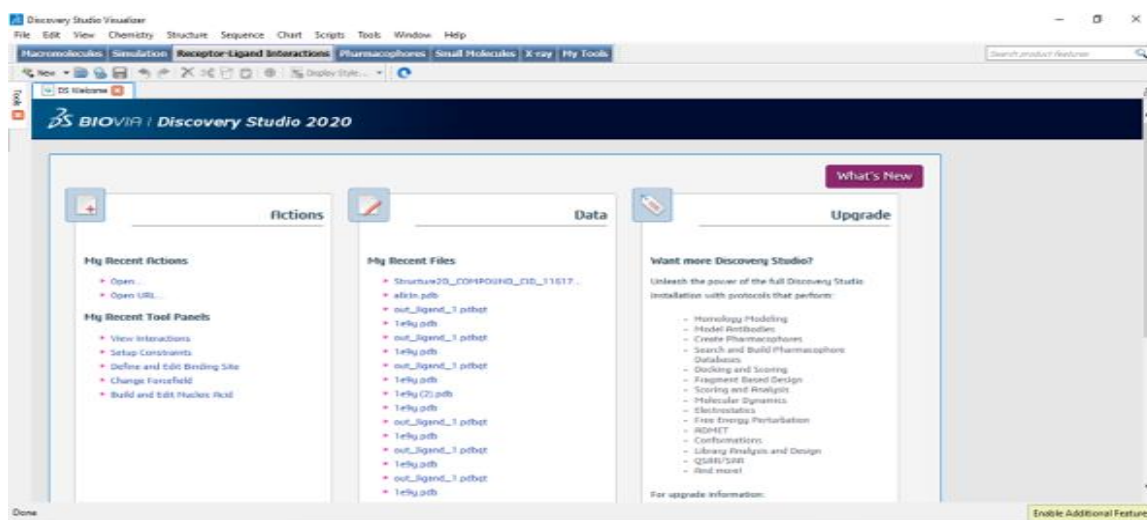 Discovery Studio Visualizer
File Edit View Chemistry Structure Sequence Chart Scripts Tools Window Help
Macromolecules Simulation Receptor-Ligand Interactions Pharmacophores Small Molecules X-ray My Tools
Search product features
New Display Style...
Tools
DS Welcome
BIOVIA | Discovery Studio 2020
What's New
Actions
My Recent Actions
Open...
Open URL...
My Recent Tool Panels
View Interactions
Setup Constraints
Define and Edit Binding Site
Change Forcefield
Build and Edit Nucleic Acid
Data
My Recent Files
Structure2D_COMPOUND_CID_11617...
out_ligand_1.pdbqt
1e9y.pdb
out_ligand_1.pdbqt
1e9y.pdb
out_ligand_1.pdbqt
1e9y.pdb
1e9y (2).pdb
1e9y.pdb
out_ligand_1.pdbqt
1e9y.pdb
out_ligand_1.pdbqt
1e9y.pdb
out_ligand_1.pdbqt
1e9y.pdb
Upgrade
Want more Discovery Studio?
Unleash the power of the full Discovery Studio
installation with protocols that perform:
- Homology Modeling
- Model Antibodies
- Create Pharmacophores
- Search and Build Pharmacophore
Databases
- Docking and Scoring
- Fragment Based Design
- Scoring and Analysis
- Molecular Dynamics
- Electrostatics
- Free Energy Perturbation
- ADMET
- Conformations
- Library Analysis and Design
- QSAR/SAR
- And more!
For upgrade information:
Done
Enable Additional Feature